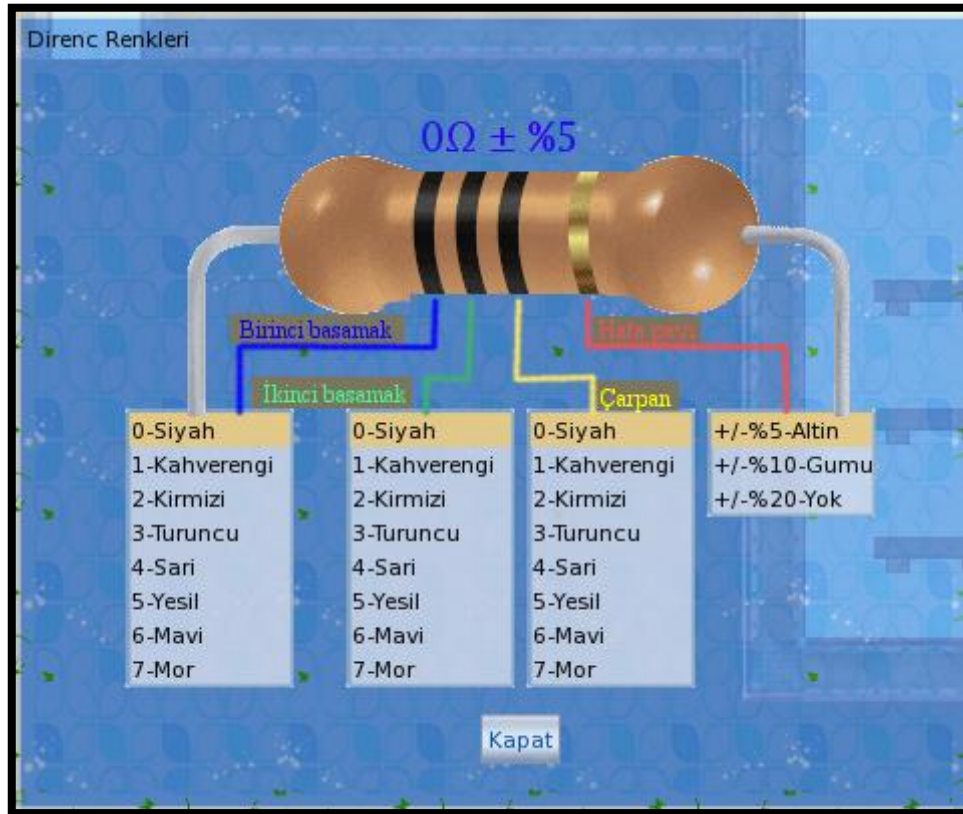 Direnc Renkleri
0Ω ± %5
Birinci basamak
Hata payı
İkinci basamak
Çarpan
0-Siyah
1-Kahverengi
2-Kirmizi
3-Turuncu
4-Sari
5-Yesil
6-Mavi
7-Mor
0-Siyah
1-Kahverengi
2-Kirmizi
3-Turuncu
4-Sari
5-Yesil
6-Mavi
7-Mor
0-Siyah
1-Kahverengi
2-Kirmizi
3-Turuncu
4-Sari
5-Yesil
6-Mavi
7-Mor
+/-%5-Altin
+/-%10-Gumu
+/-%20-Yok
Kapat